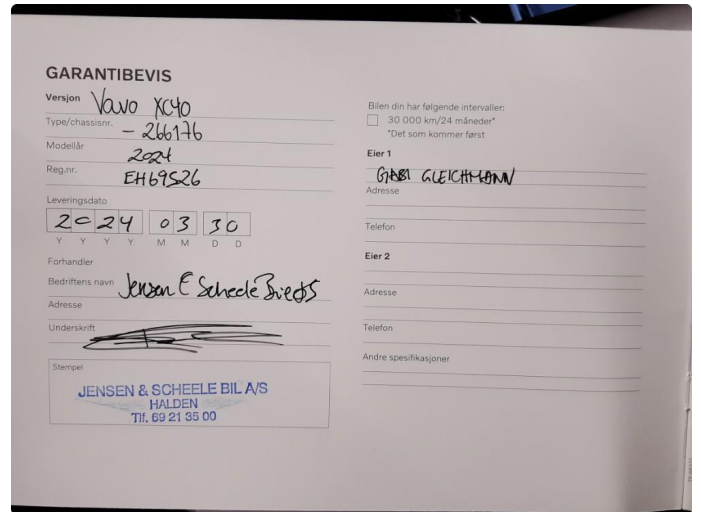 GARANTIBEVIS
Versjon Volvo XC40
Type/chassisnr. - 266176
Modellår 2024
Reg.nr. EH69526
Leveringsdato
2024 03 30
Y Y Y Y M M D D
Forhandler
Bedriftens navn Jensen & Scheele Bil A/S
Adresse
Underskrift
Stempel
JENSEN & SCHEELE BIL A/S
HALDEN
Tlf. 69 21 35 00
Bilen din har følgende intervaller:
30 000 km/24 måneder*
*Det som kommer først
Eier 1
GABI GLEICHMANN
Adresse
Telefon
Eier 2
Adresse
Telefon
Andre spesifikasjoner